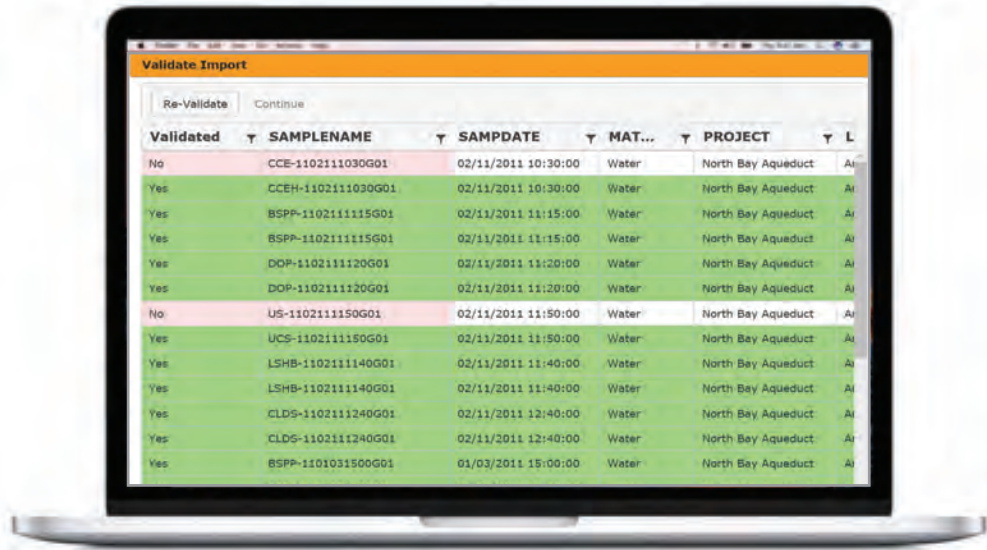 Validate Import
Re-Validate Continue
Validated SAMPLENAME SAMPDATE MAT... PROJECT L
No CCE-1102111030G01 02/11/2011 10:30:00 Water North Bay Aqueduct
Yes CCEH-1102111030G01 02/11/2011 10:30:00 Water North Bay Aqueduct
Yes BSPP-1102111115G01 02/11/2011 11:15:00 Water North Bay Aqueduct
Yes BSPP-1102111115G01 02/11/2011 11:15:00 Water North Bay Aqueduct
Yes DOP-1102111120G01 02/11/2011 11:20:00 Water North Bay Aqueduct
Yes DOP-1102111120G01 02/11/2011 11:20:00 Water North Bay Aqueduct
No US-1102111150G01 02/11/2011 11:50:00 Water North Bay Aqueduct
Yes UCS-1102111150G01 02/11/2011 11:50:00 Water North Bay Aqueduct
Yes LSHB-1102111140G01 02/11/2011 11:40:00 Water North Bay Aqueduct
Yes LSHB-1102111140G01 02/11/2011 11:40:00 Water North Bay Aqueduct
Yes CLDS-1102111240G01 02/11/2011 12:40:00 Water North Bay Aqueduct
Yes CLDS-1102111240G01 02/11/2011 12:40:00 Water North Bay Aqueduct
Yes BSPP-1101031500G01 01/03/2011 15:00:00 Water North Bay Aqueduct